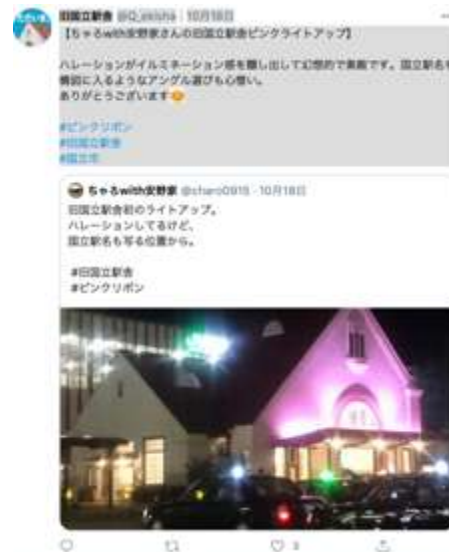 旧国立駅舎 @Q_ekisha 10月18日
【ちゃるwith安野家さんの旧国立駅舎ピンクライトアップ】
ハレーションがイルミネーション感を醸し出して幻想的で素敵です。国立駅名も
構図に入るようなアングル選びも心憎い。
ありがとうございます😊
#ピンクリボン
#旧国立駅舎
#国立市
ちゃるwith安野家 @charo0915・10月18日
旧国立駅舎初のライトアップ。
ハレーションしてるけど、
国立駅名も写る位置から。
#旧国立駅舎
#ピンクリボン
3